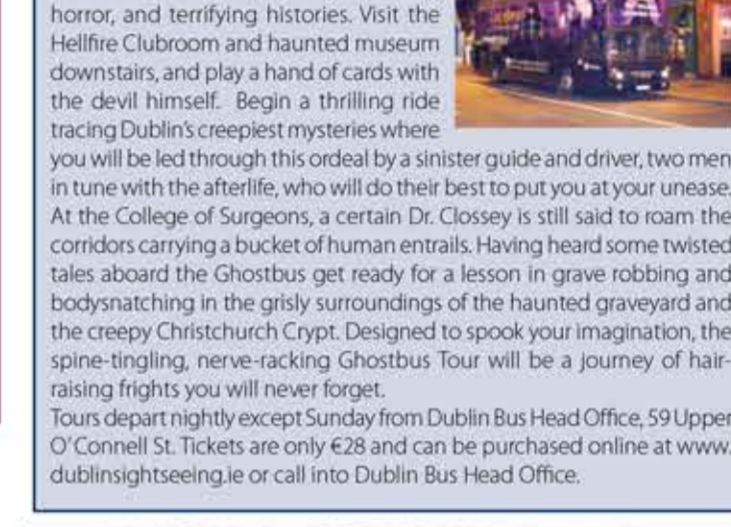 horror, and terrifying histories. Visit the
Hellfire Clubroom and haunted museum
downstairs, and play a hand of cards with
the devil himself. Begin a thrilling ride
tracing Dublin's creepiest mysteries where
you will be led through this ordeal by a sinister guide and driver, two men
in tune with the afterlife, who will do their best to put you at your unease.
At the College of Surgeons, a certain Dr. Clossey is still said to roam the
corridors carrying a bucket of human entrails. Having heard some twisted
tales aboard the Ghostbus get ready for a lesson in grave robbing and
bodysnatching in the grisly surroundings of the haunted graveyard and
the creepy Christchurch Crypt. Designed to spook your imagination, the
spine-tingling, nerve-racking Ghostbus Tour will be a journey of hair-
raising frights you will never forget.
Tours depart nightly except Sunday from Dublin Bus Head Office, 59 Upper
O'Connell St. Tickets are only €28 and can be purchased online at www.
dublinsightseeing.ie or call into Dublin Bus Head Office.